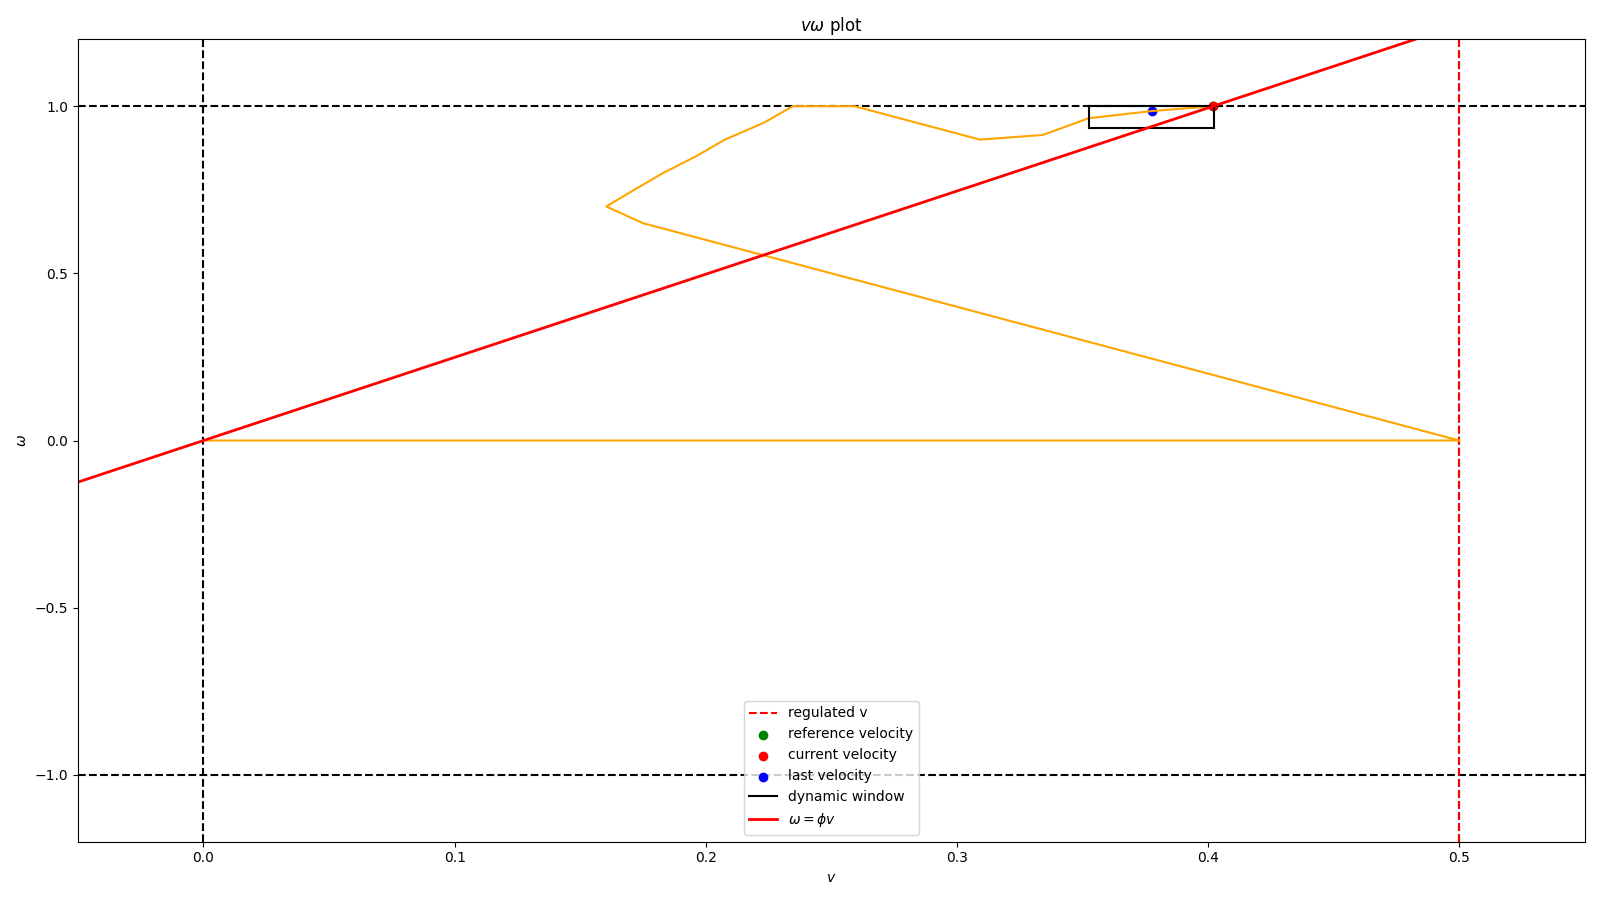 vω plot
1.0
0.5
0.0
−0.5
−1.0
ω
0.0
0.1
0.2
0.3
0.4
0.5
v
regulated v
reference velocity
current velocity
last velocity
dynamic window
ω = ϕv